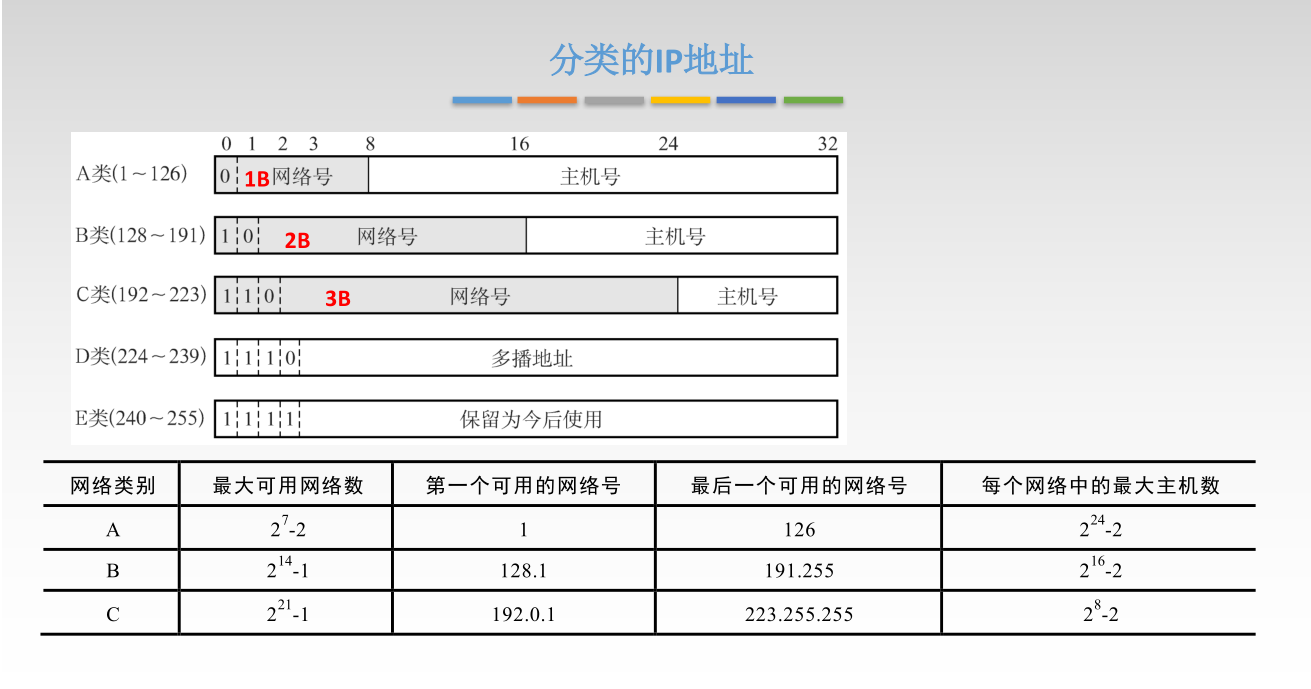 分类的IP地址
0 1 2 3 8 16 24 32
A类(1～126) 0 1B 网络号 主机号
B类(128～191) 1 0 2B 网络号 主机号
C类(192～223) 1 1 0 3B 网络号 主机号
D类(224～239) 1 1 1 0 多播地址
E类(240～255) 1 1 1 1 保留为今后使用
网络类别 最大可用网络数 第一个可用的网络号 最后一个可用的网络号 每个网络中的最大主机数
A 2^7-2 1 126 2^24-2
B 2^14-1 128.1 191.255 2^16-2
C 2^21-1 192.0.1 223.255.255 2^8-2